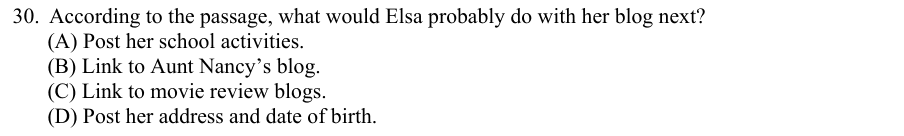 30. According to the passage, what would Elsa probably do with her blog next?
(A) Post her school activities.
(B) Link to Aunt Nancy’s blog.
(C) Link to movie review blogs.
(D) Post her address and date of birth.